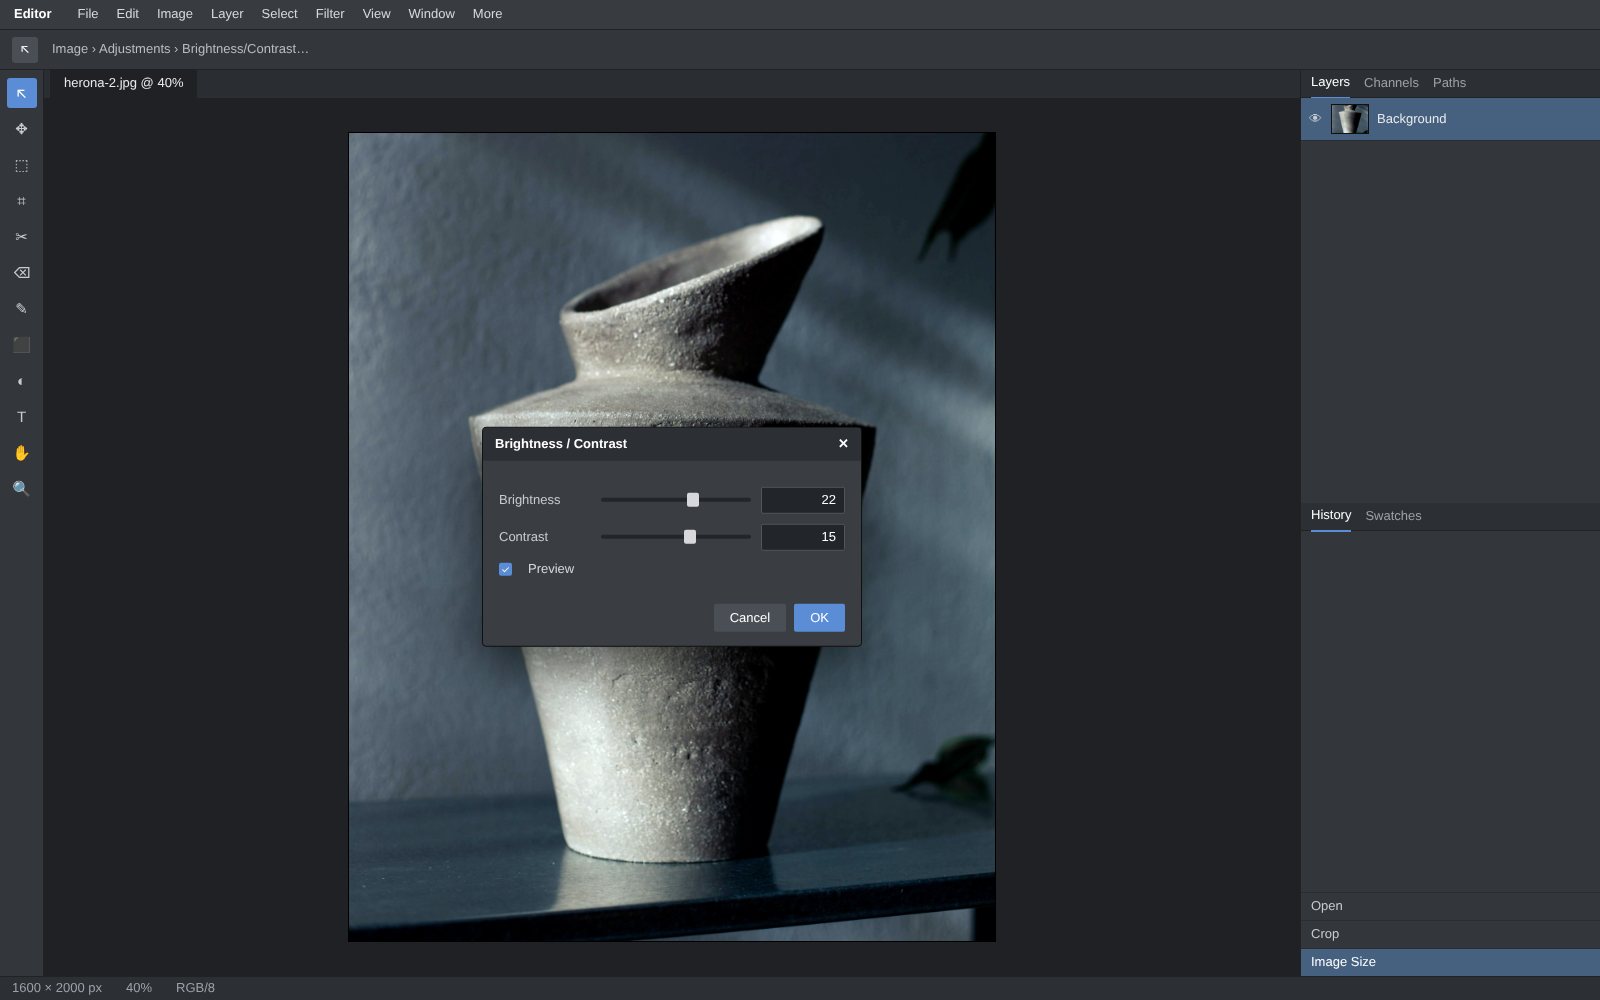 Editor File Edit Image Layer Select Filter View Window More
Image › Adjustments › Brightness/Contrast…
herona-2.jpg @ 40%
Layers Channels Paths
Background
Brightness / Contrast
Brightness 22
Contrast 15
Preview
Cancel OK
History Swatches
Open
Crop
Image Size
1600 × 2000 px 40% RGB/8